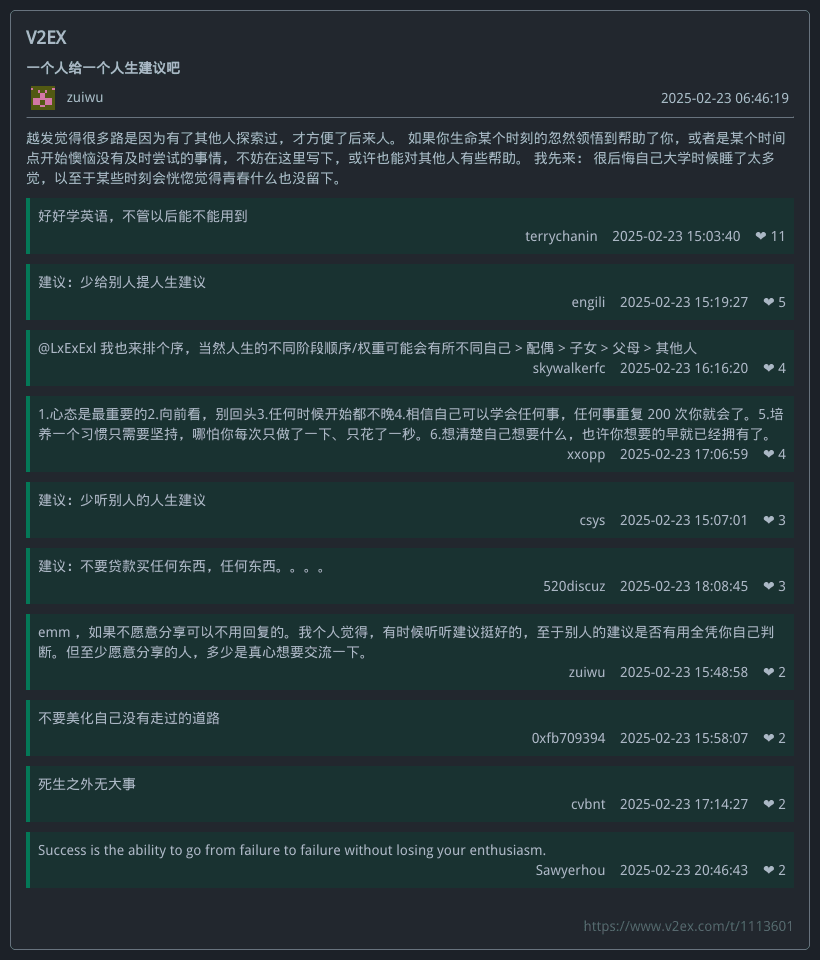 V2EX
一个人给一个人生建议吧
zuiwu 2025-02-23 06:46:19
越发觉得很多路是因为有了其他人探索过，才方便了后来人。 如果你生命某个时刻的忽然领悟到帮助了你，或者是某个时间
点开始懊恼没有及时尝试的事情，不妨在这里写下，或许也能对其他人有些帮助。 我先来： 很后悔自己大学时候睡了太多
觉，以至于某些时刻会恍惚觉得青春什么也没留下。
好好学英语，不管以后能不能用到
terrychanin 2025-02-23 15:03:40 ❤ 11
建议：少给别人提人生建议
engili 2025-02-23 15:19:27 ❤ 5
@LxExExl 我也来排个序，当然人生的不同阶段顺序/权重可能会有所不同自己 > 配偶 > 子女 > 父母 > 其他人
skywalkerfc 2025-02-23 16:16:20 ❤ 4
1.心态是最重要的2.向前看，别回头3.任何时候开始都不晚4.相信自己可以学会任何事，任何事重复 200 次你就会了。5.培
养一个习惯只需要坚持，哪怕你每次只做了一下、只花了一秒。6.想清楚自己想要什么，也许你想要的早就已经拥有了。
xxopp 2025-02-23 17:06:59 ❤ 4
建议：少听别人的人生建议
csys 2025-02-23 15:07:01 ❤ 3
建议：不要贷款买任何东西，任何东西。。。。
520discuz 2025-02-23 18:08:45 ❤ 3
emm ，如果不愿意分享可以不用回复的。我个人觉得，有时候听听建议挺好的，至于别人的建议是否有用全凭你自己判
断。但至少愿意分享的人，多少是真心想要交流一下。
zuiwu 2025-02-23 15:48:58 ❤ 2
不要美化自己没有走过的道路
0xfb709394 2025-02-23 15:58:07 ❤ 2
死生之外无大事
cvbnt 2025-02-23 17:14:27 ❤ 2
Success is the ability to go from failure to failure without losing your enthusiasm.
Sawyerhou 2025-02-23 20:46:43 ❤ 2
https://www.v2ex.com/t/1113601